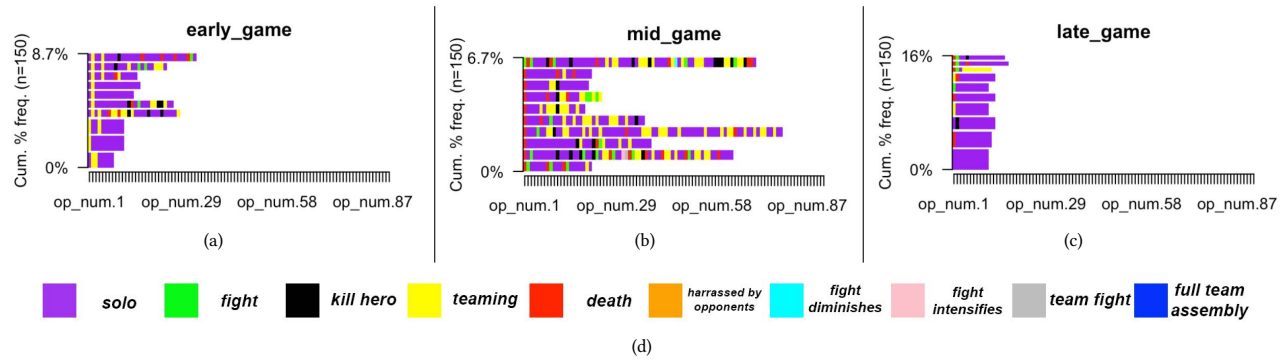 early_game
8.7%
0%
Cum. % freq. (n=150)
op_num.1 op_num.29 op_num.58 op_num.87
(a)
mid_game
6.7%
0%
Cum. % freq. (n=150)
op_num.1 op_num.29 op_num.58 op_num.87
(b)
late_game
16%
0%
Cum. % freq. (n=150)
op_num.1 op_num.29 op_num.58 op_num.87
(c)
solo
fight
kill hero
teaming
death
harrassed by
opponents
fight
diminishes
fight
intensifies
team fight
full team
assembly
(d)